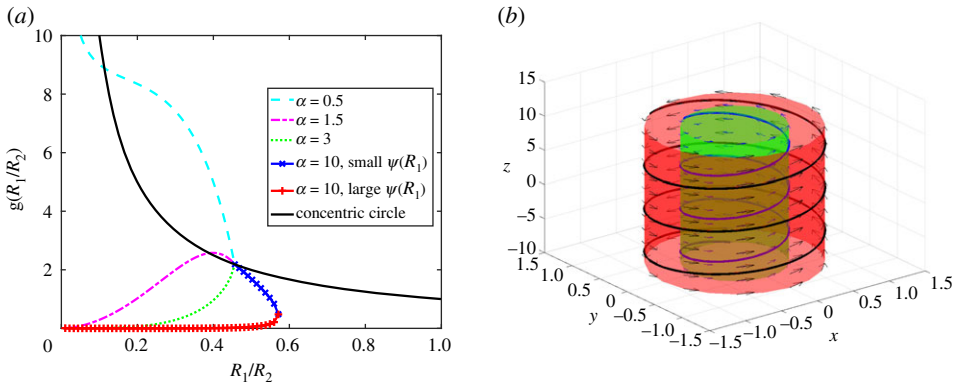 (a)
10
8
6
4
2
0
0.2
0.4
0.6
0.8
1.0
g(R₁/R₂)
R₁/R₂
α = 0.5
α = 1.5
α = 3
α = 10, small ψ(R₁)
α = 10, large ψ(R₁)
concentric circle
(b)
15
10
5
0
−5
−10
z
1.5
1.0
0.5
0
−0.5
−1.0
−1.5
y
−1.5
−1.0
−0.5
0
0.5
1.0
1.5
x